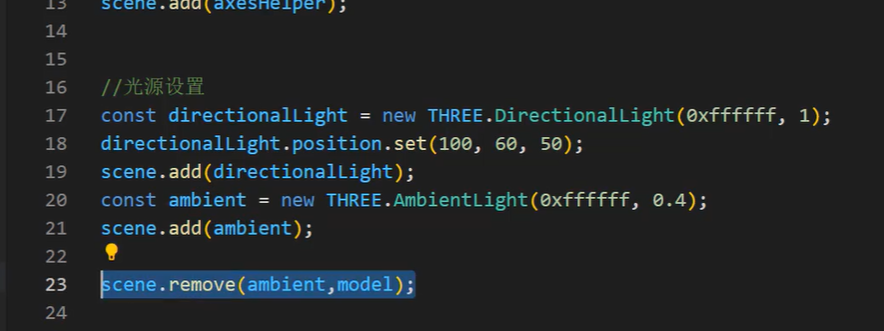 13 scene.add(axesHelper);
14
15
16 //光源设置
17 const directionalLight = new THREE.DirectionalLight(0xffffff, 1);
18 directionalLight.position.set(100, 60, 50);
19 scene.add(directionalLight);
20 const ambient = new THREE.AmbientLight(0xffffff, 0.4);
21 scene.add(ambient);
22
23 scene.remove(ambient,model);
24